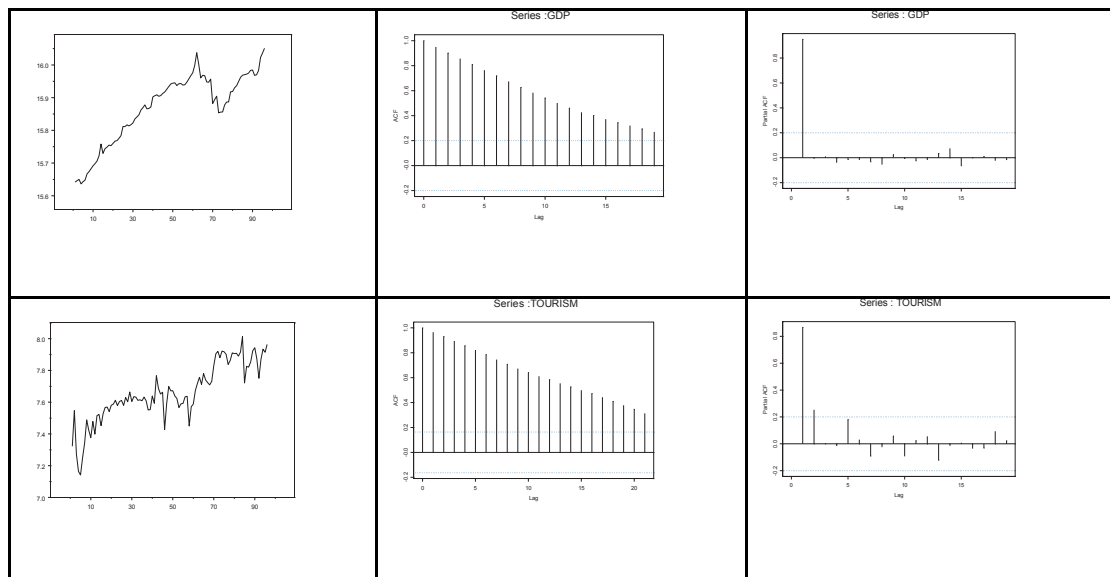 Series :GDP
Series : GDP
16.0
15.9
15.8
15.7
15.6
10 30 50 70 90
ACF
1.0
0.8
0.6
0.4
0.2
-0.0
-0.2
0 5 10 15
Lag
Partial ACF
0.8
0.6
0.4
0.2
0.0
-0.2
0 5 10 15
Lag
Series :TOURISM
Series : TOURISM
8.0
7.8
7.6
7.4
7.2
7.0
10 30 50 70 90
ACF
1.0
0.8
0.6
0.4
0.2
-0.0
-0.2
0 5 10 15 20
Lag
Partial ACF
0.8
0.6
0.4
0.2
0.0
-0.2
0 5 10 15
Lag